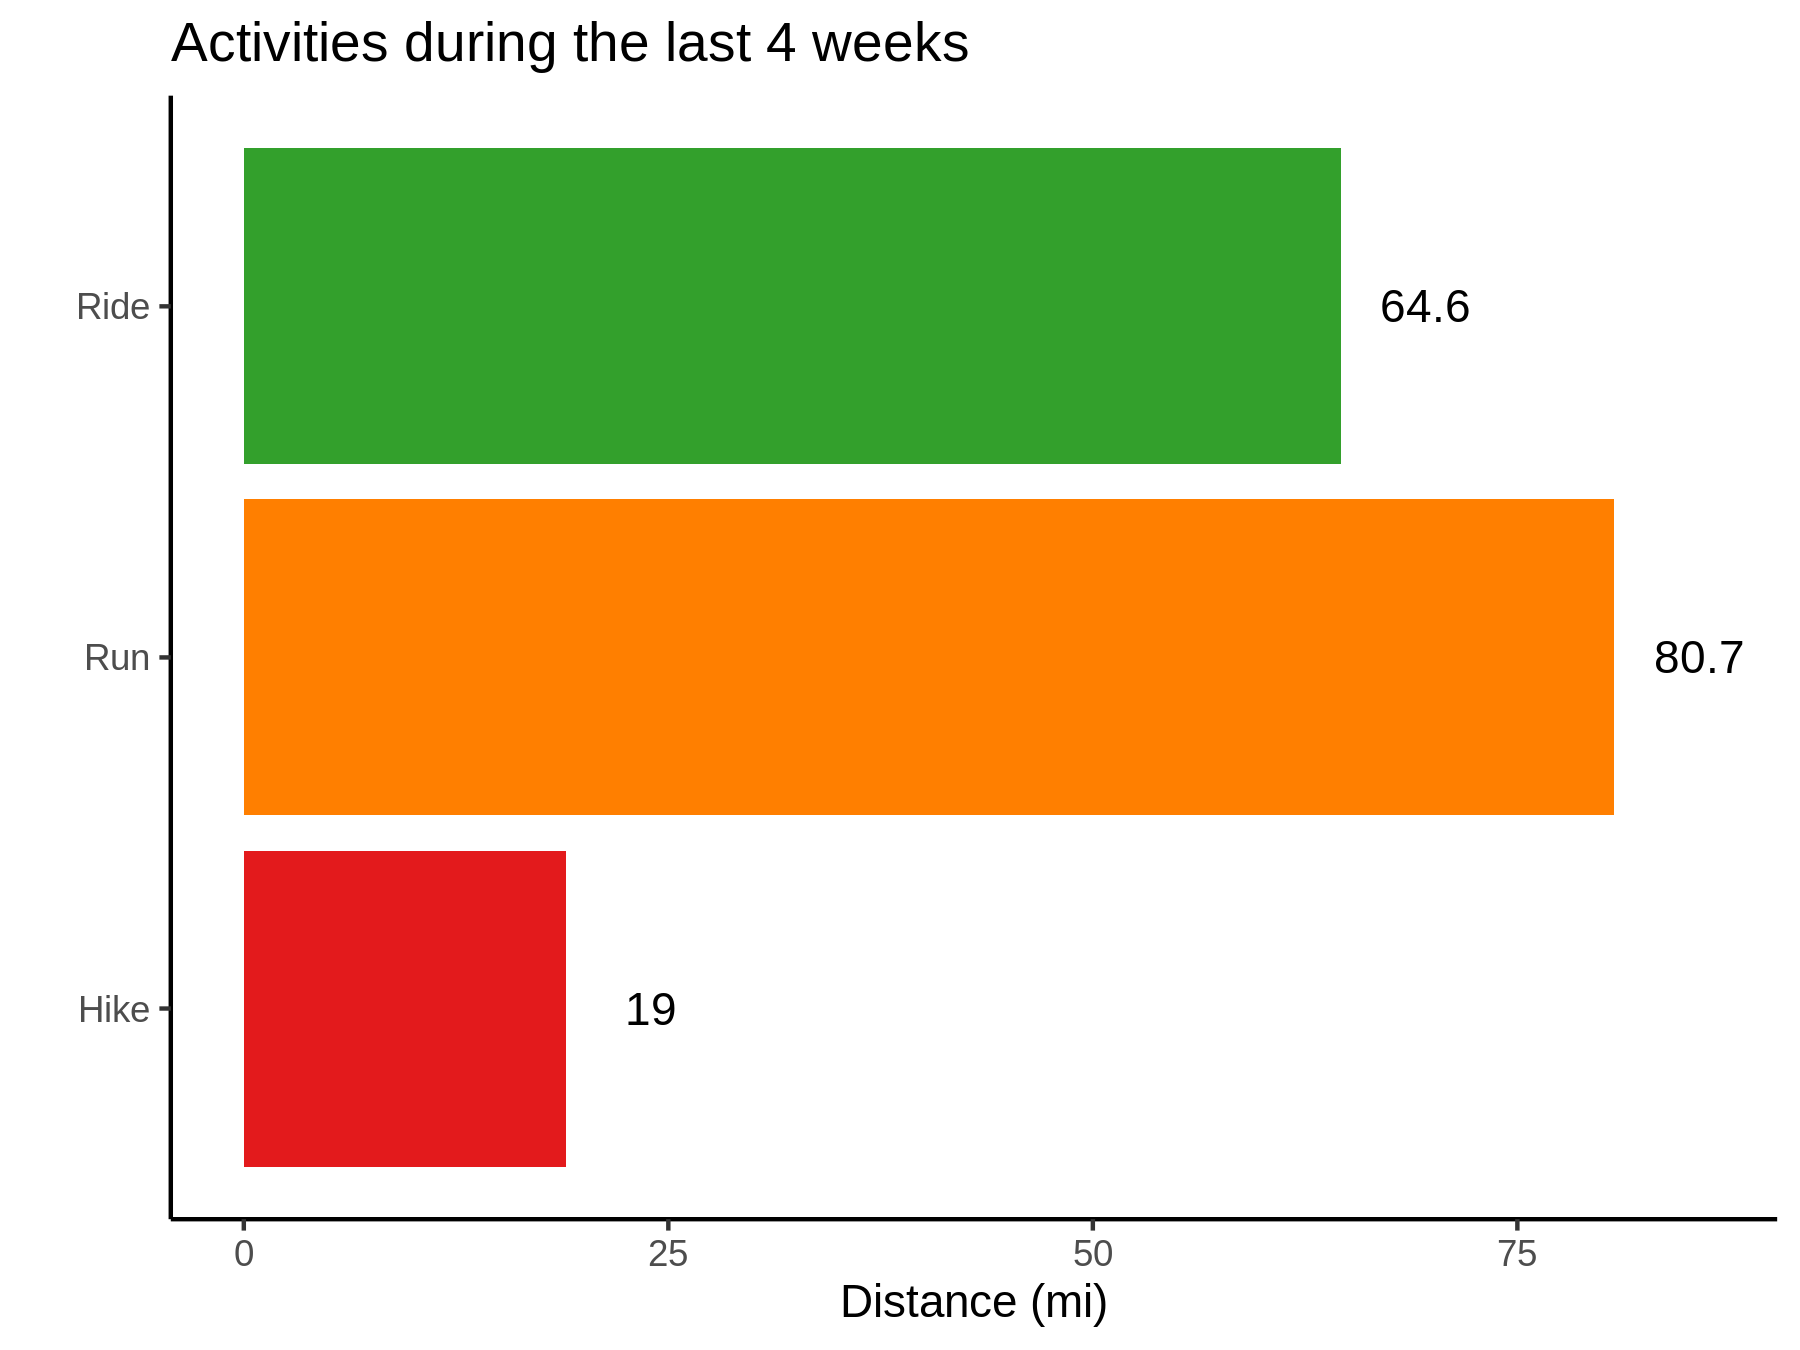 Activities during the last 4 weeks
Ride
64.6
Run
80.7
Hike
19
0 25 50 75
Distance (mi)